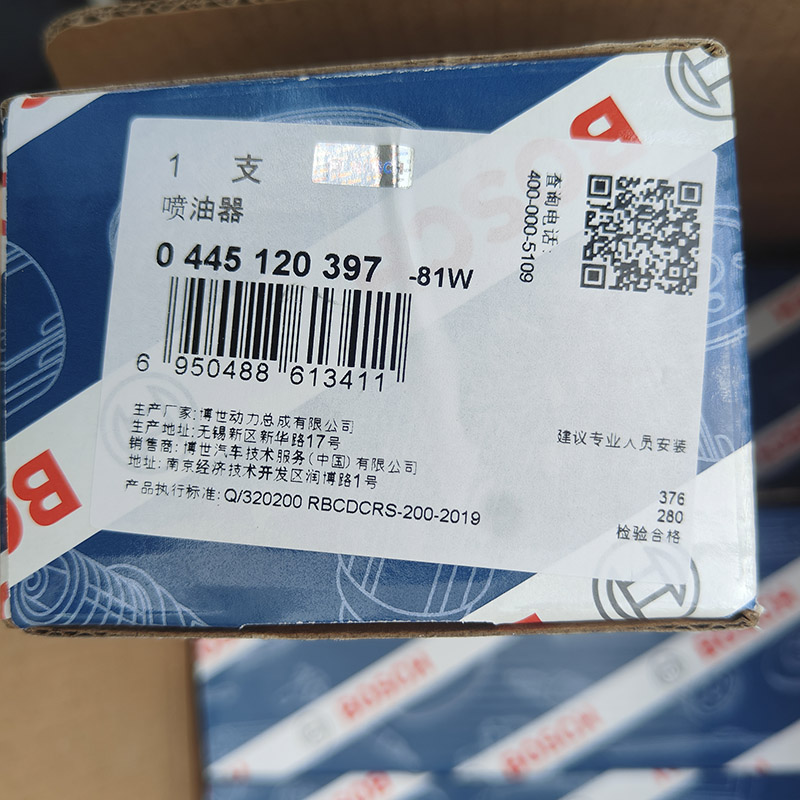 1 支
喷油器
0 445 120 397 -81W
6 950488 613411
生产厂家: 博世动力总成有限公司
生产地址: 无锡新区新华路17号
销售商: 博世汽车技术服务(中国)有限公司
地址: 南京经济技术开发区润博路1号
产品执行标准: Q/320200 RBCDCRS-200-2019
查询电话:
400-000-5109
建议专业人员安装
376
280
检验合格
BOSCH
BOSCH